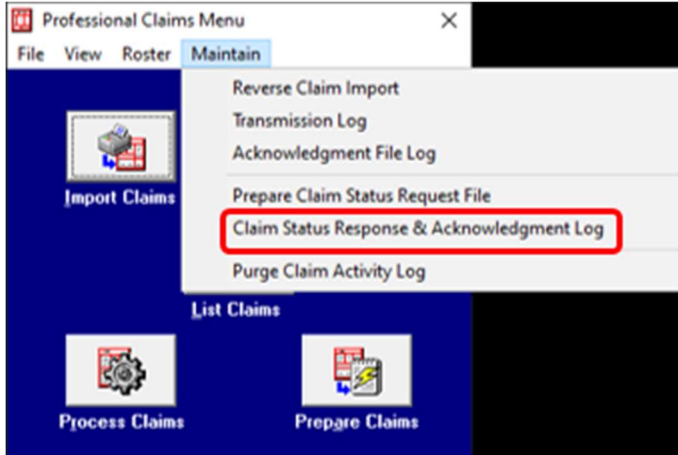 Professional Claims Menu
File View Roster Maintain
Reverse Claim Import
Transmission Log
Acknowledgment File Log
Prepare Claim Status Request File
Claim Status Response & Acknowledgment Log
Purge Claim Activity Log
Import Claims
List Claims
Process Claims
Prepare Claims